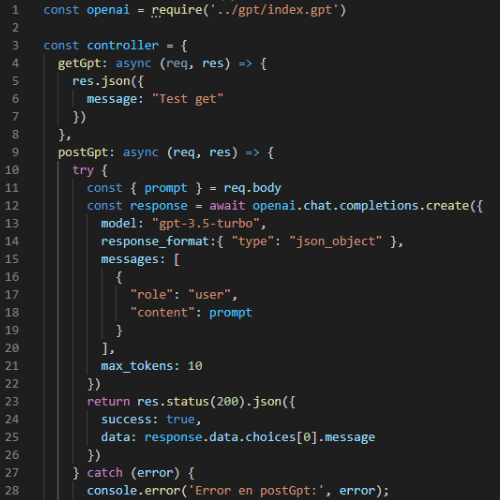 1 const openai = require('../gpt/index.gpt')
2
3 const controller = {
4 getGpt: async (req, res) => {
5 res.json({
6 message: "Test get"
7 })
8 },
9 postGpt: async (req, res) => {
10 try {
11 const { prompt } = req.body
12 const response = await openai.chat.completions.create({
13 model: "gpt-3.5-turbo",
14 response_format:{ "type": "json_object" },
15 messages: [
16 {
17 "role": "user",
18 "content": prompt
19 }
20 ],
21 max_tokens: 10
22 })
23 return res.status(200).json({
24 success: true,
25 data: response.data.choices[0].message
26 })
27 } catch (error) {
28 console.error('Error en postGpt:', error);